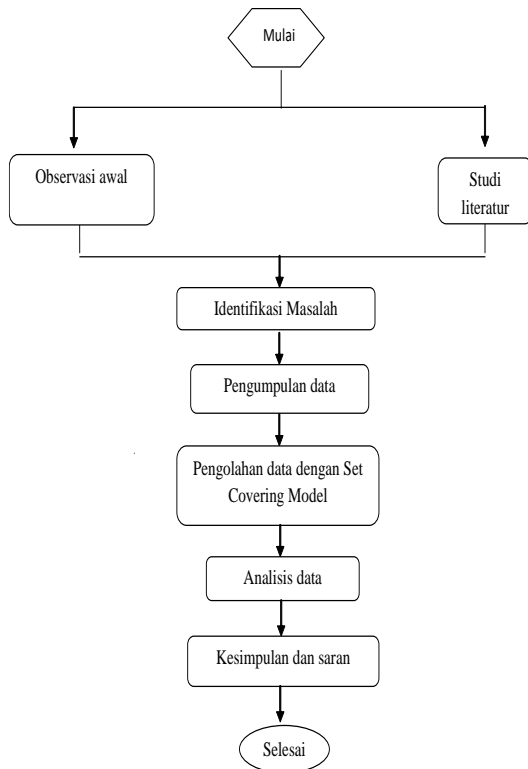 Mulai
Observasi awal
Studi
literatur
Identifikasi Masalah
Pengumpulan data
Pengolahan data dengan Set
Covering Model
Analisis data
Kesimpulan dan saran
Selesai